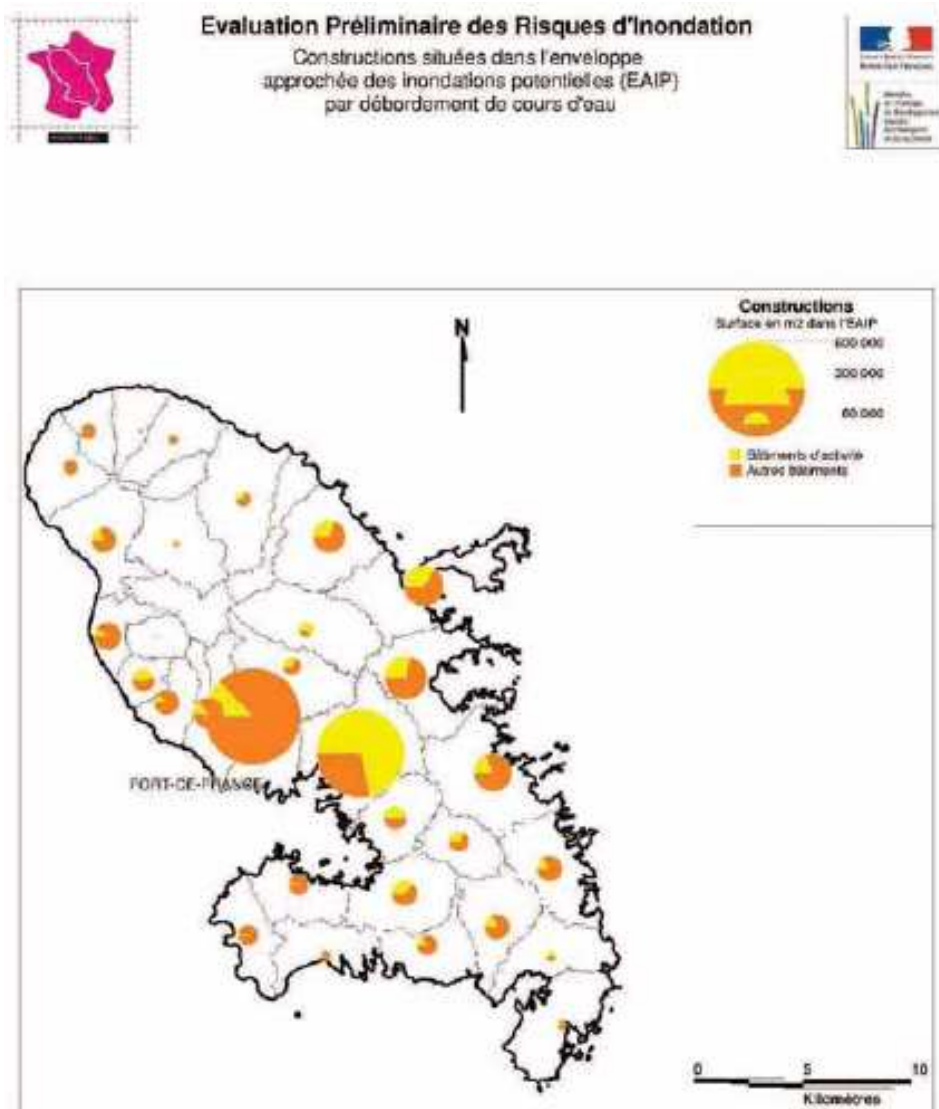 Evaluation Préliminaire des Risques d'Inondation
Constructions situées dans l'enveloppe
approchée des inondations potentielles (EAIP)
par débordement de cours d'eau
Constructions
Surface en m2 dans l'EAIP
600 000
200 000
60 000
Bâtiments d'activité
Autres bâtiments
N
FORT-DE-FRANCE
0 5 10
Kilomètres